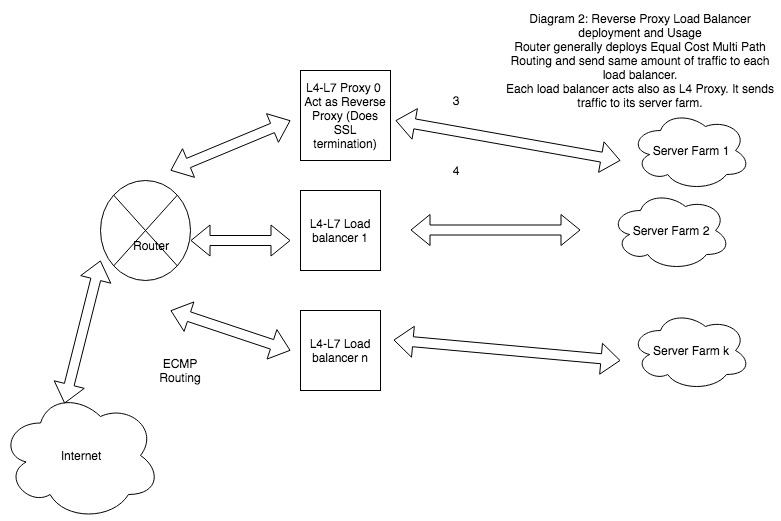 Diagram 2: Reverse Proxy Load Balancer
deployment and Usage
Router generally deploys Equal Cost Multi Path
Routing and send same amount of traffic to each
load balancer.
Each load balancer acts also as L4 Proxy. It sends
traffic to its server farm.
L4-L7 Proxy 0
Act as Reverse
Proxy (Does
SSL
termination)
3
Server Farm 1
4
L4-L7 Load
balancer 1
Server Farm 2
Router
L4-L7 Load
balancer n
Server Farm k
ECMP
Routing
Internet